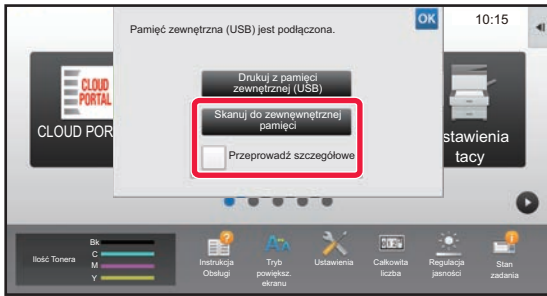 OK
10:15
Pamięć zewnętrzna (USB) jest podłączona.
Drukuj z pamięci
zewnętrznej (USB)
Skanuj do zewnęwnętrznej
pamięci
Przeprowadź szczegółowe
CLOUD
PORTAL
CLOUD POR
stawienia
tacy
Ilość Tonera
Bk
C
M
Y
Instrukcja
Obsługi
Tryb
powiększ.
ekranu
Ustawienia
Całkowita
liczba
Regulacja
jasności
Stan
zadania